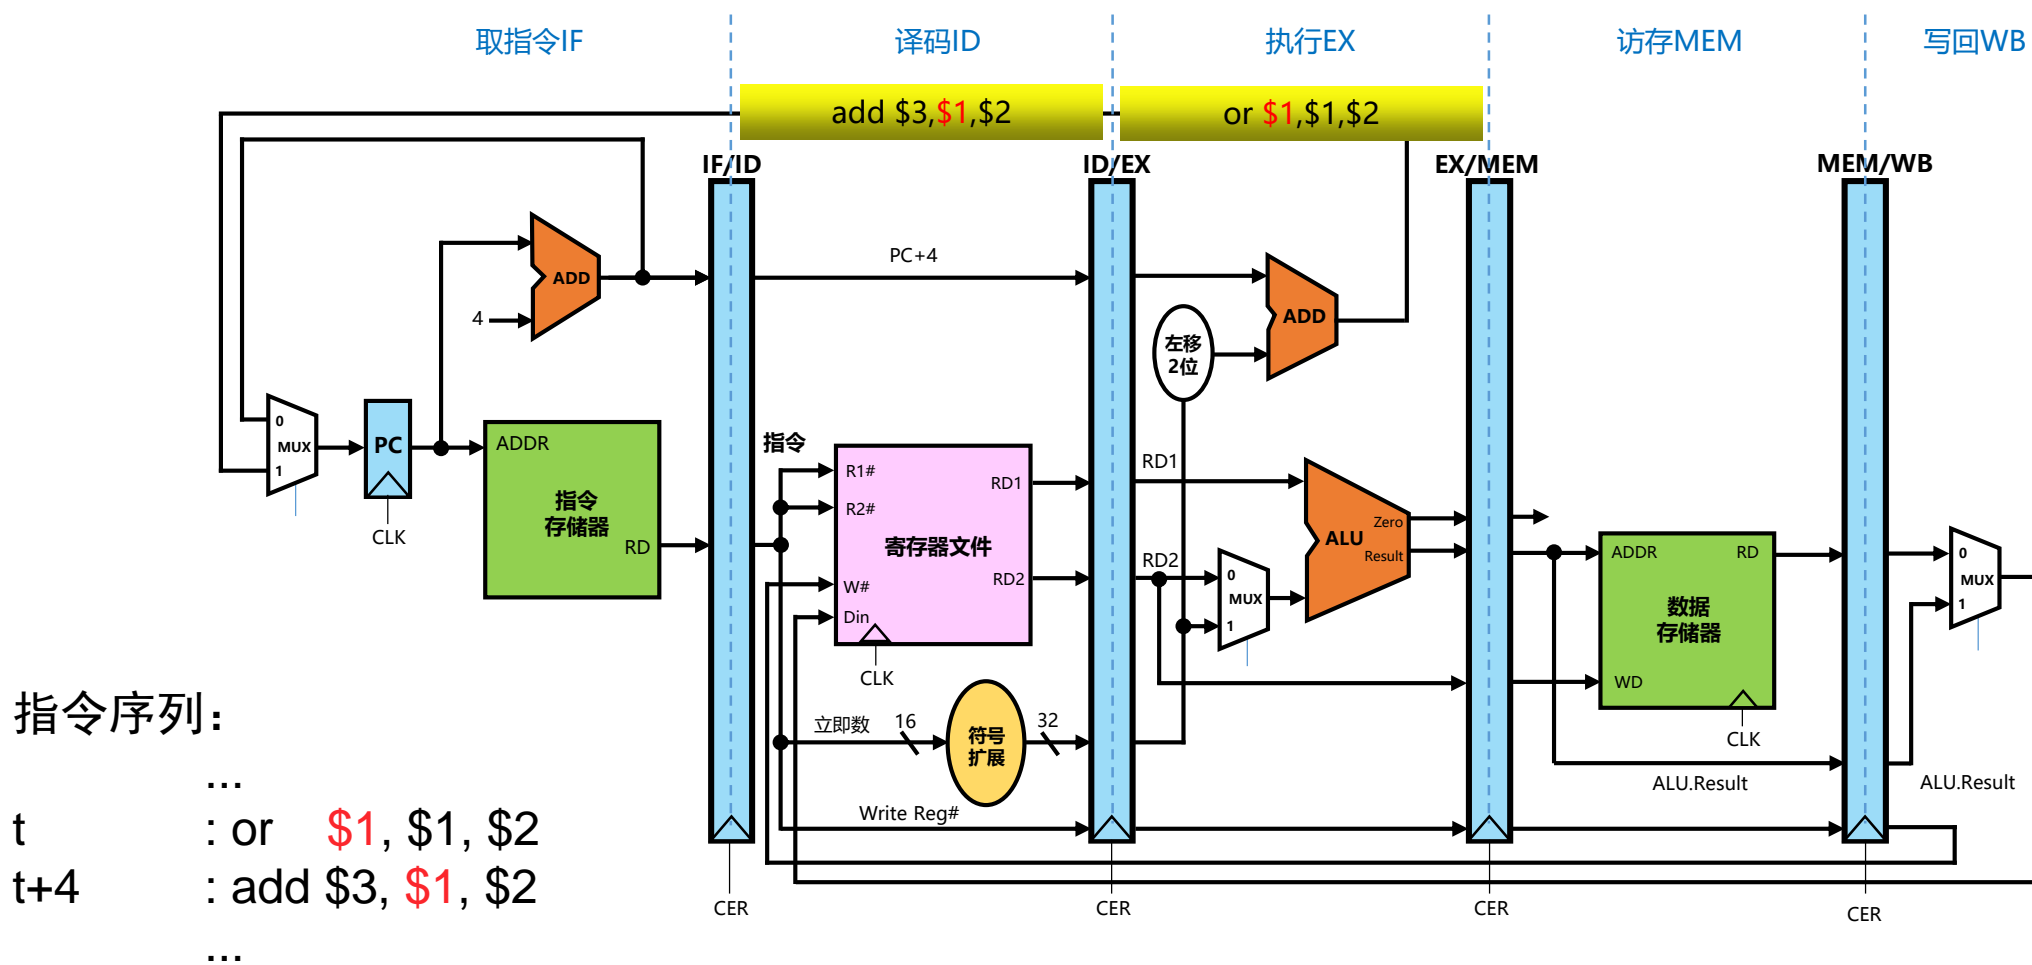 取指令IF
译码ID
执行EX
访存MEM
写回WB
add $3,$1,$2
or $1,$1,$2
IF/ID
ID/EX
EX/MEM
MEM/WB
ADD
4
PC+4
ADD
左移
2位
0
MUX
1
PC
CLK
ADDR
指令
存储器
RD
指令
R1#
R2#
W#
Din
RD1
RD2
寄存器文件
CLK
RD1
RD2
0
MUX
1
ALU
Zero
Result
ADDR
RD
数据
存储器
WD
CLK
0
MUX
1
立即数
16
符号
扩展
32
Write Reg#
ALU.Result
ALU.Result
CER
CER
CER
CER
指令序列：
...
t : or $1, $1, $2
t+4 : add $3, $1, $2
...